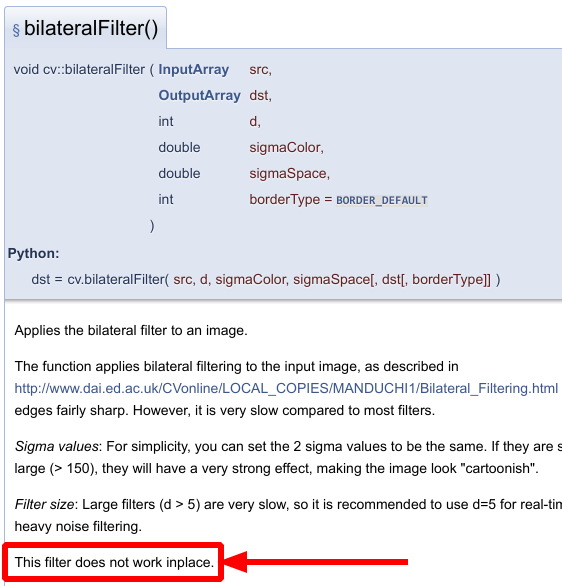 § bilateralFilter()
void cv::bilateralFilter ( InputArray src,
OutputArray dst,
int d,
double sigmaColor,
double sigmaSpace,
int borderType = BORDER_DEFAULT
)
Python:
dst = cv.bilateralFilter( src, d, sigmaColor, sigmaSpace[, dst[, borderType]] )
Applies the bilateral filter to an image.
The function applies bilateral filtering to the input image, as described in
http://www.dai.ed.ac.uk/CVonline/LOCAL_COPIES/MANDUCHI1/Bilateral_Filtering.html
edges fairly sharp. However, it is very slow compared to most filters.
Sigma values: For simplicity, you can set the 2 sigma values to be the same. If they are s
large (> 150), they will have a very strong effect, making the image look "cartoonish".
Filter size: Large filters (d > 5) are very slow, so it is recommended to use d=5 for real-tim
heavy noise filtering.
This filter does not work inplace.